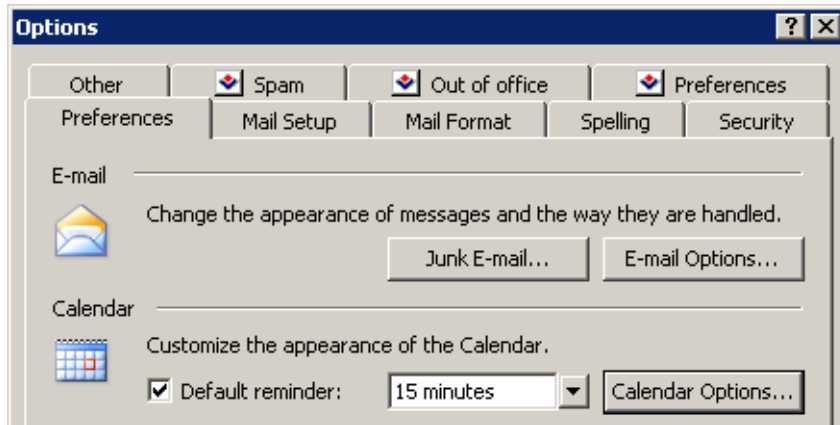 Options
Other Spam Out of office Preferences
Preferences Mail Setup Mail Format Spelling Security
E-mail
Change the appearance of messages and the way they are handled.
Junk E-mail... E-mail Options...
Calendar
Customize the appearance of the Calendar.
Default reminder: 15 minutes Calendar Options...